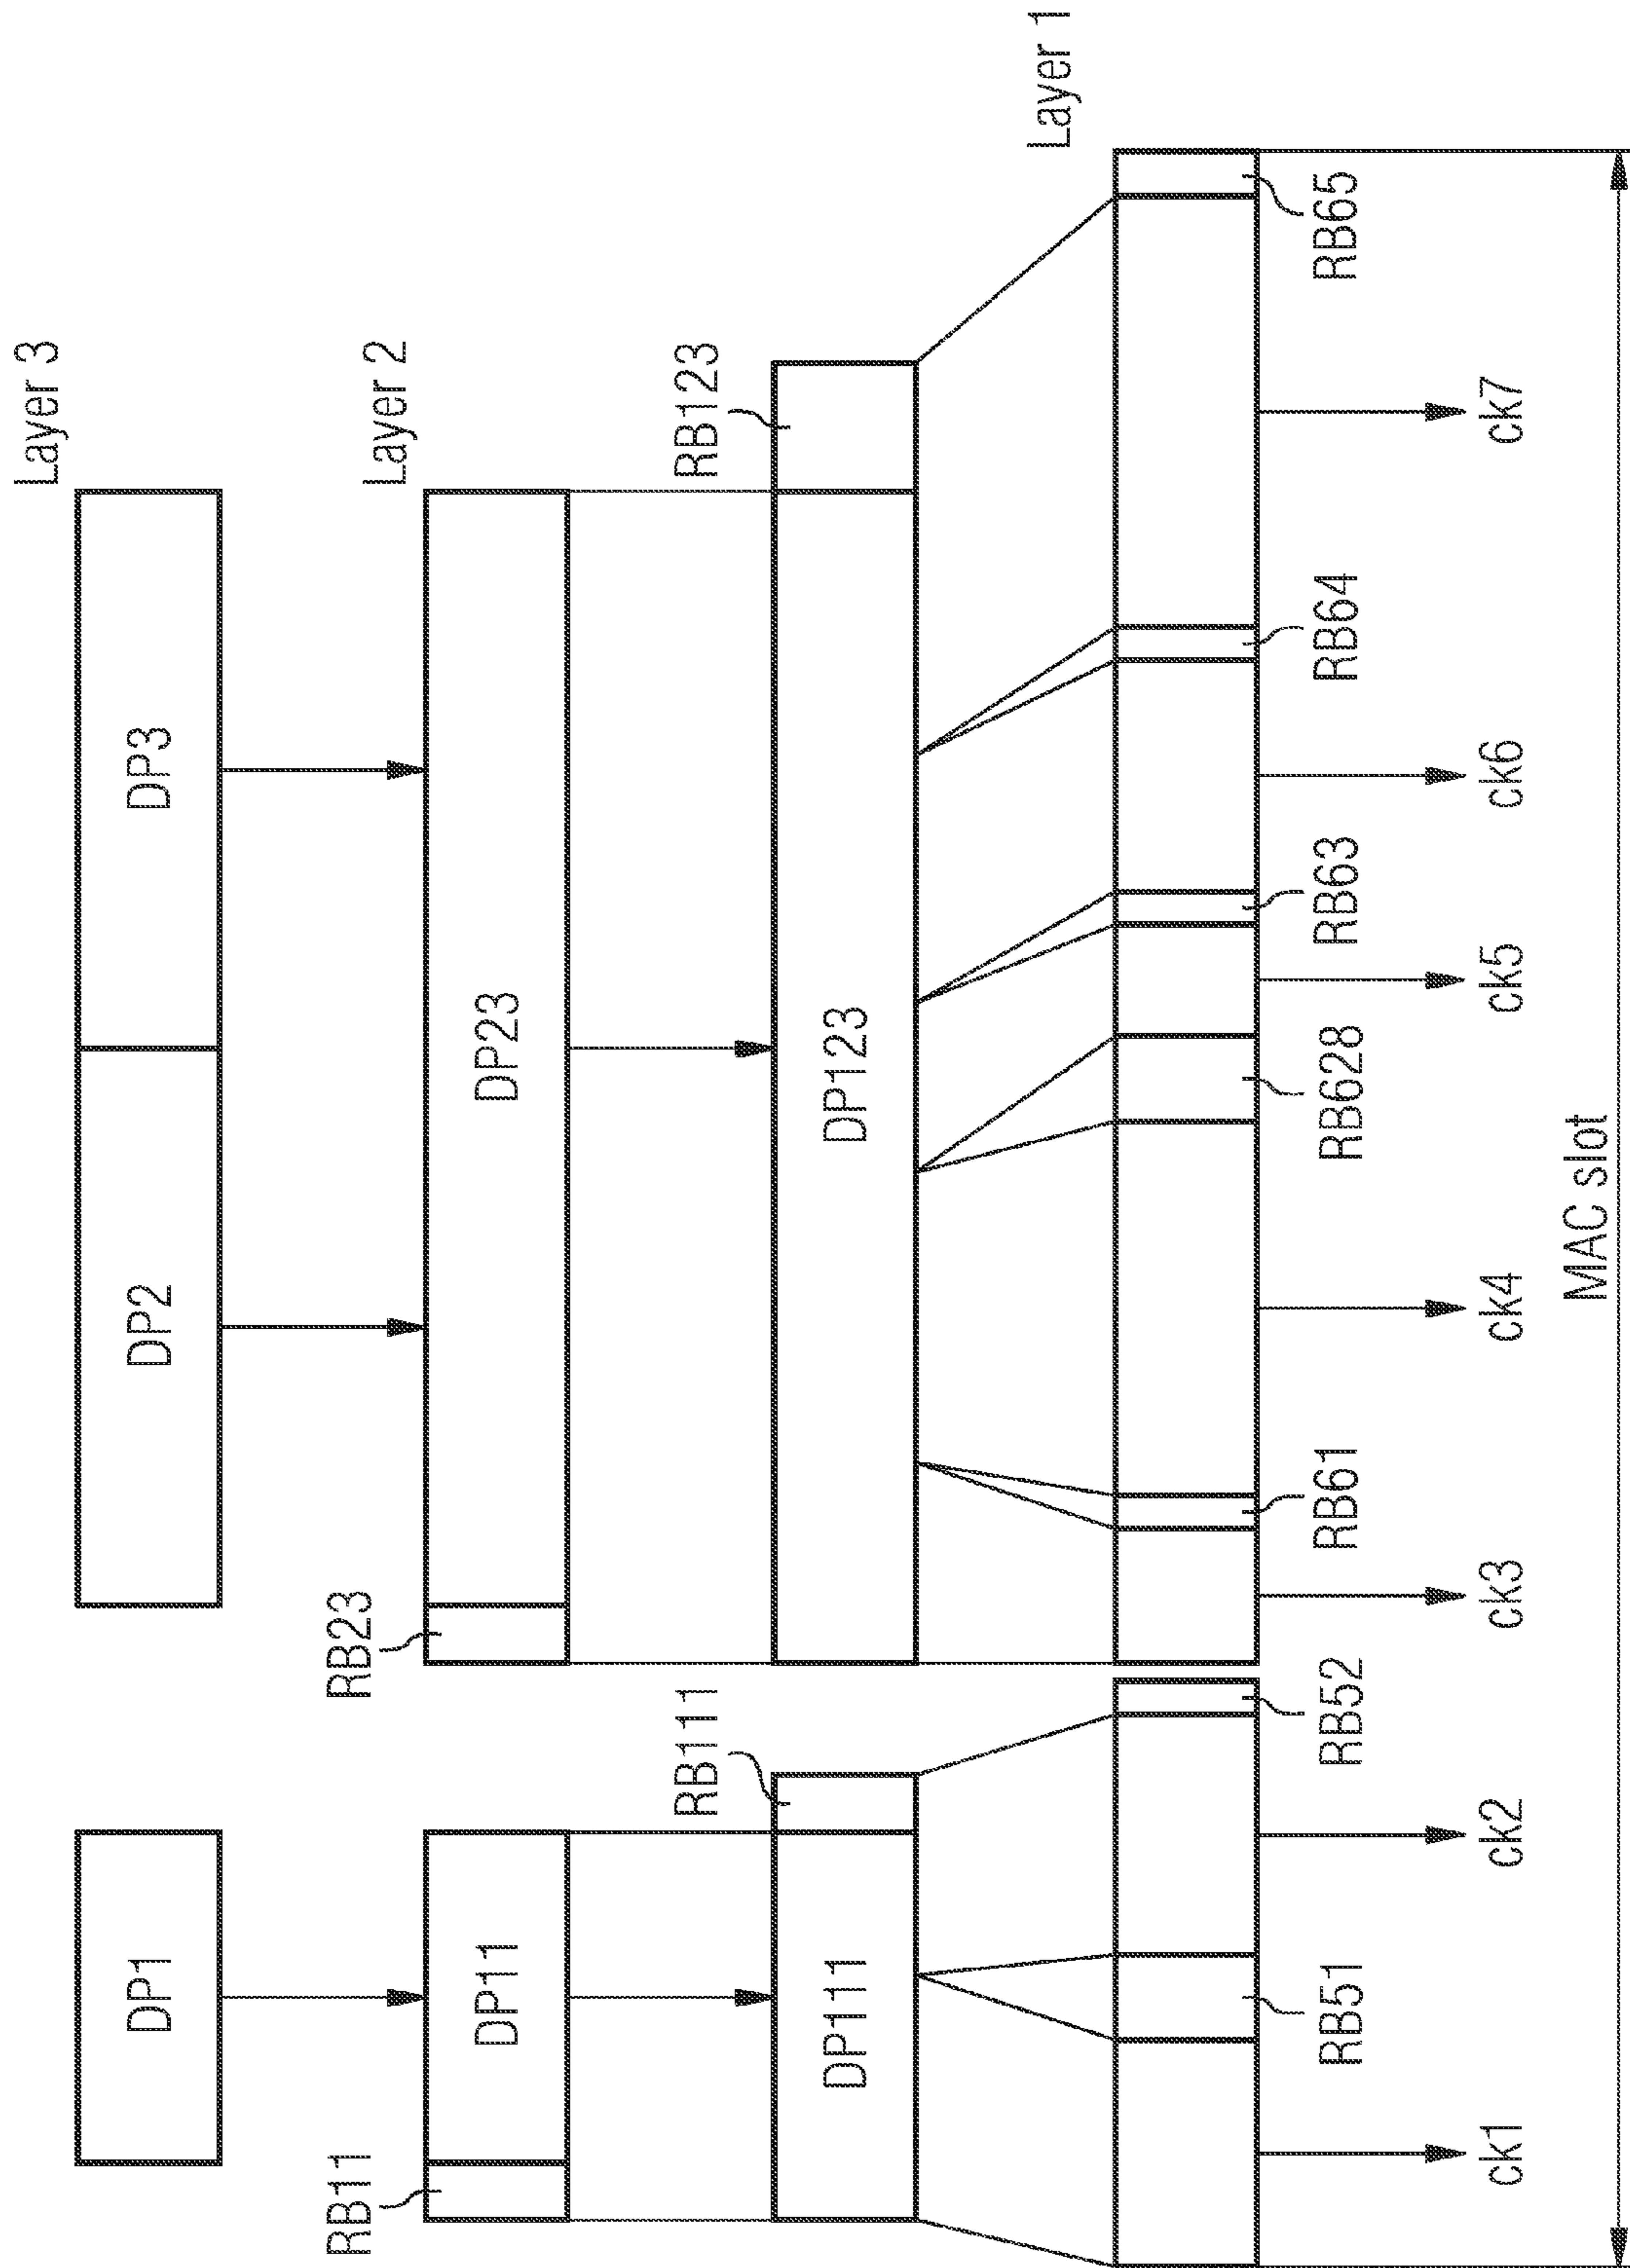 Layer 3
DP1
DP2
DP3
Layer 2
RB11
DP11
RB23
DP23
RB111
RB123
DP111
DP123
Layer 1
RB51
RB52
RB61
RB628
RB63
RB64
RB65
ck1
ck2
ck3
ck4
ck5
ck6
ck7
MAC slot